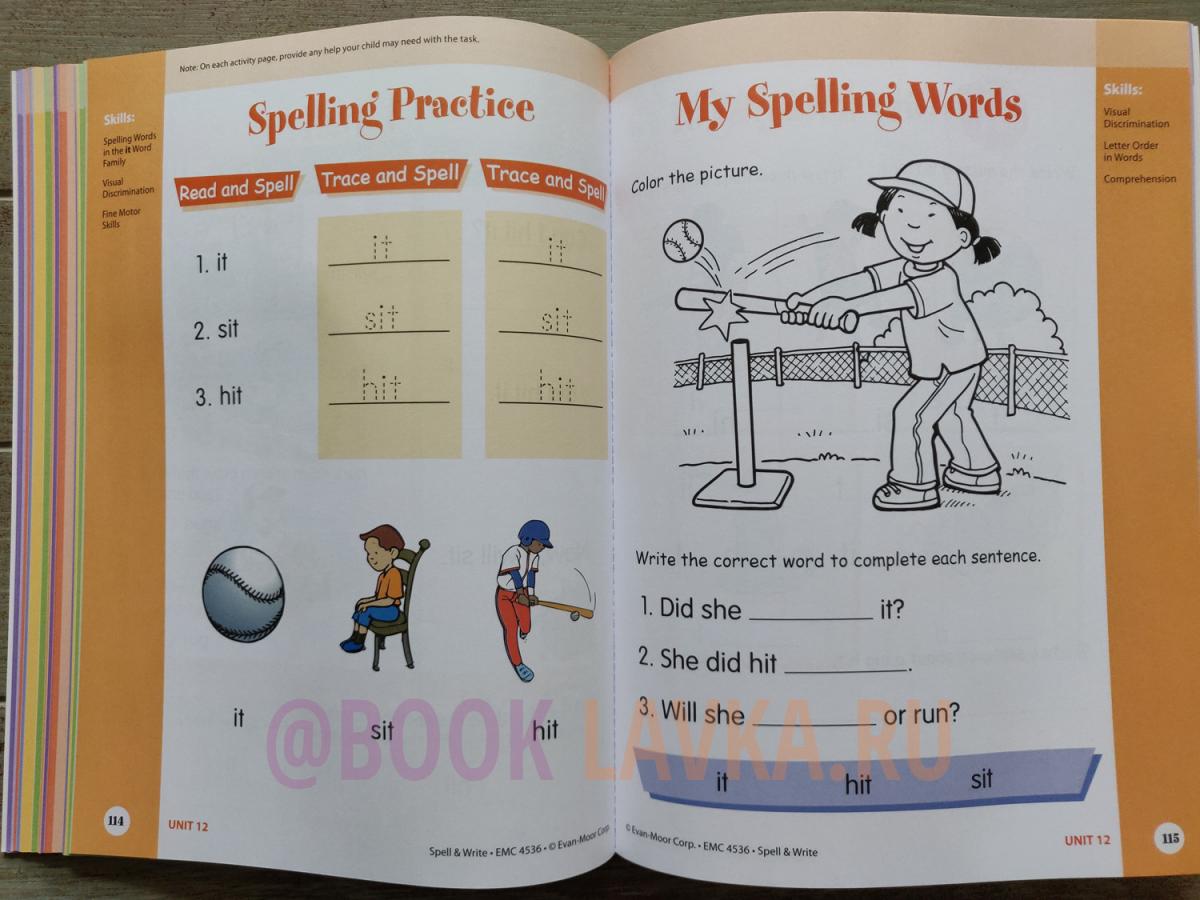 Note: On each activity page, provide any help your child may need with the task.
Skills:
Spelling Words
in the it Word
Family
Visual
Discrimination
Fine Motor
Skills
Spelling Practice
Read and Spell
Trace and Spell
Trace and Spell
1. it
it
it
2. sit
sit
sit
3. hit
hit
hit
it
sit
hit
114
UNIT 12
Spell & Write • EMC 4536 • © Evan-Moor Corp.
My Spelling Words
Skills:
Visual
Discrimination
Letter Order
in Words
Comprehension
Color the picture.
Write the correct word to complete each sentence.
1. Did she __________ it?
2. She did hit __________.
3. Will she __________ or run?
it
hit
sit
© Evan-Moor Corp. • EMC 4536 • Spell & Write
UNIT 12
115
@BOOK LAVKA.RU